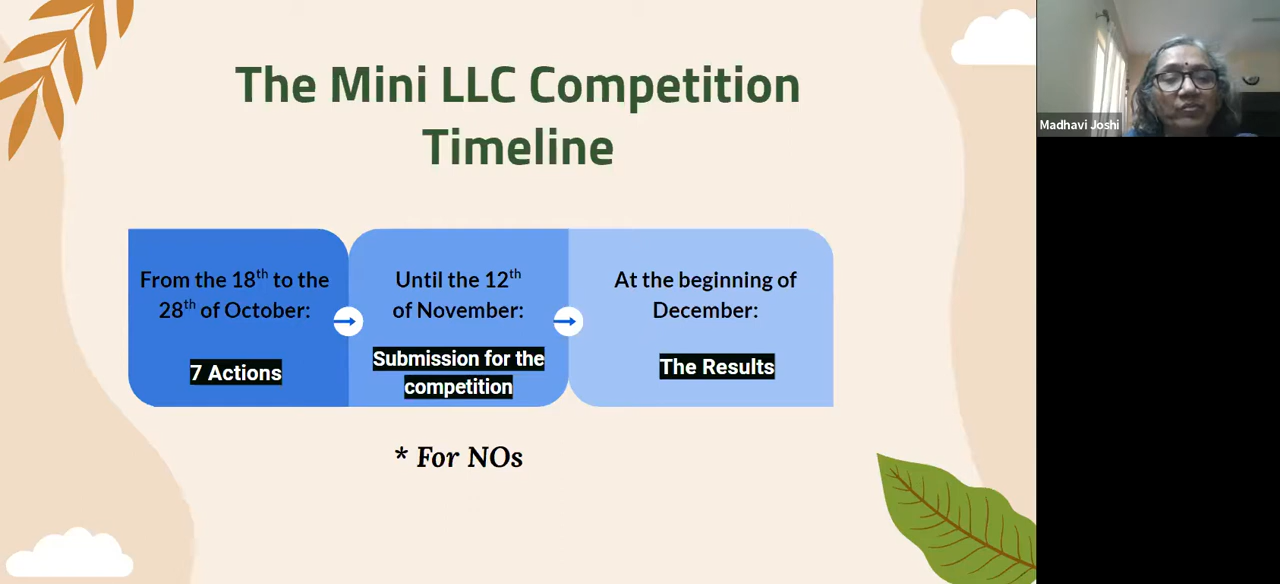 The Mini LLC Competition
Timeline
From the 18th to the
28th of October:
7 Actions
Until the 12th
of November:
Submission for the
competition
At the beginning of
December:
The Results
* For NOs
Madhavi Joshi